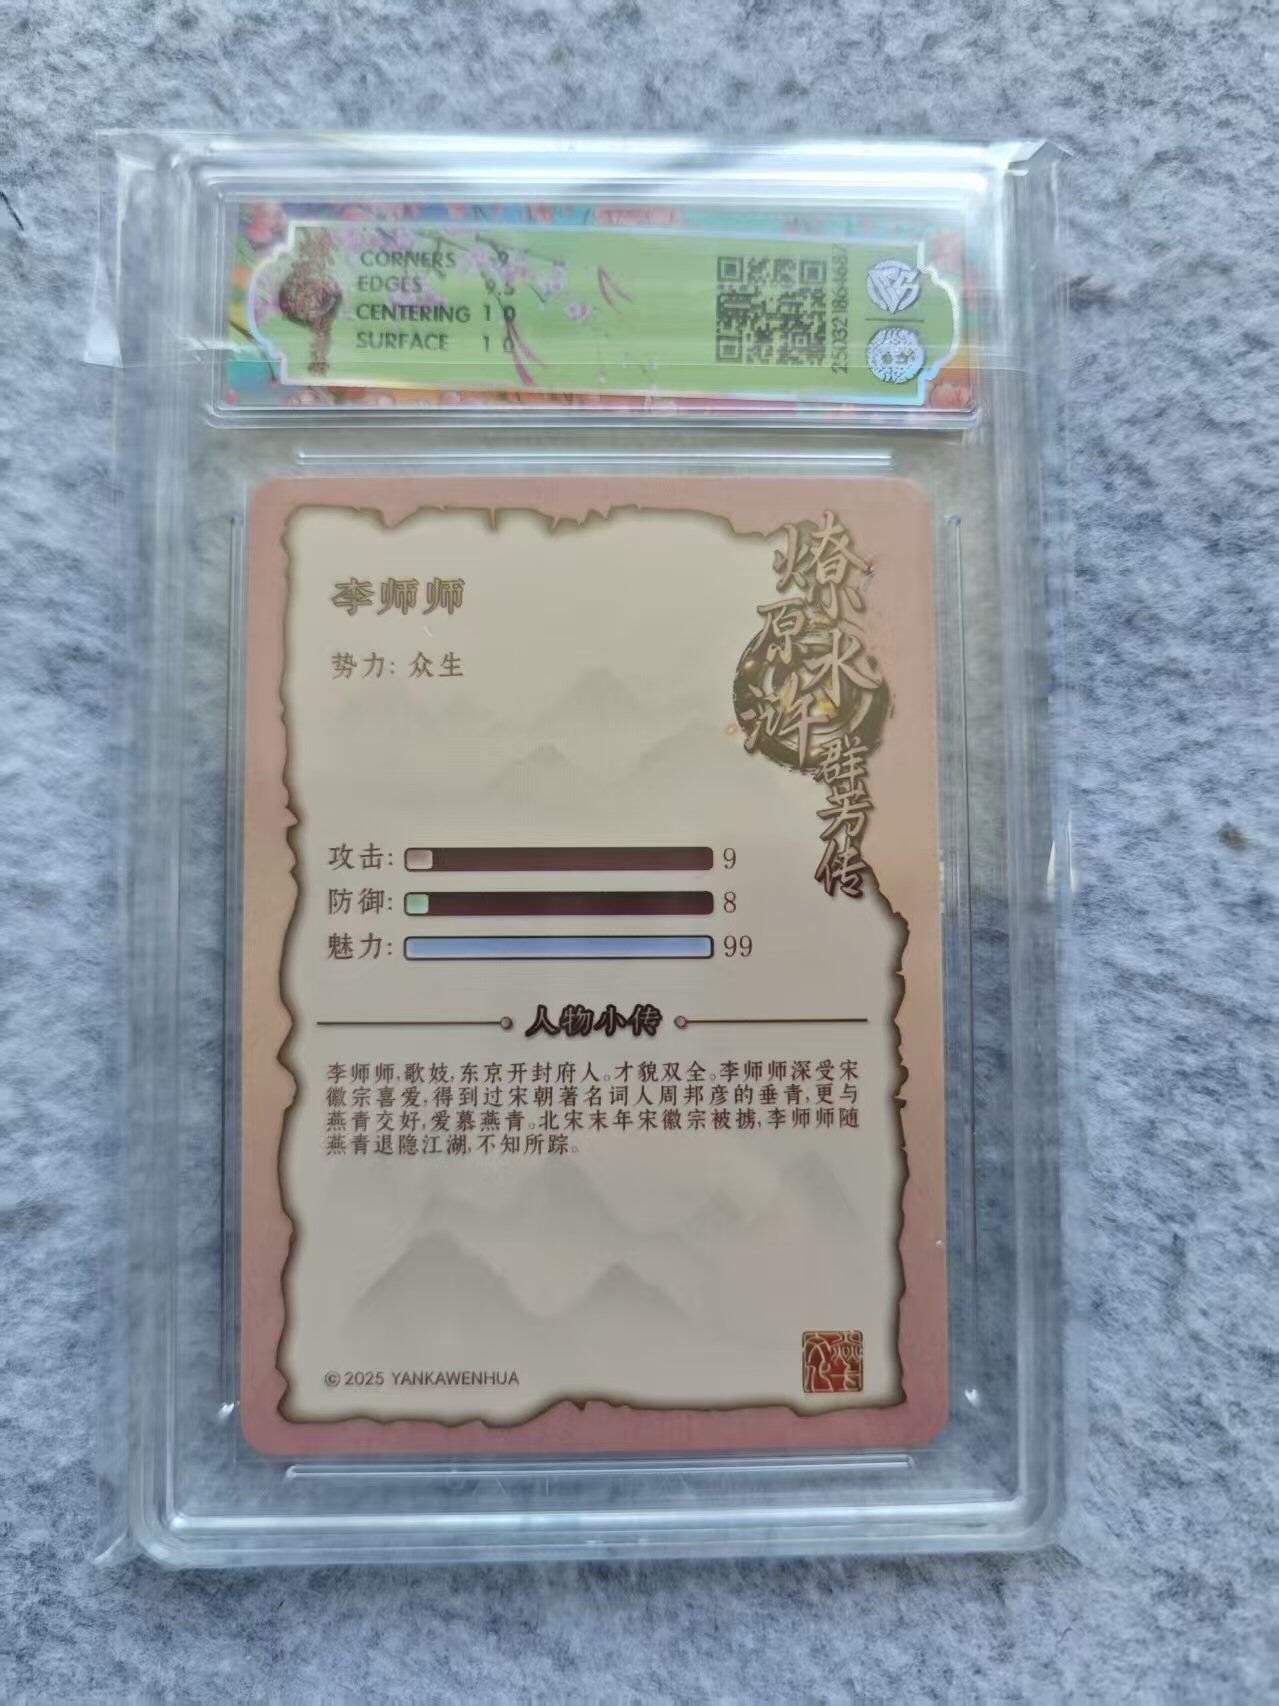 CORNERS 9
EDGES 9.5
CENTERING 10
SURFACE 10
李师师
势力: 众生
燎原水浒
群芳传
攻击: 9
防御: 8
魅力: 99
人物小传
李师师,歌妓,东京开封府人。才貌双全。李师师深受宋
徽宗喜爱,得到过宋朝著名词人周邦彦的垂青,更与
燕青交好,爱慕燕青。北宋末年宋徽宗被掳,李师师随
燕青退隐江湖,不知所踪。
© 2025 YANKAWENHUA